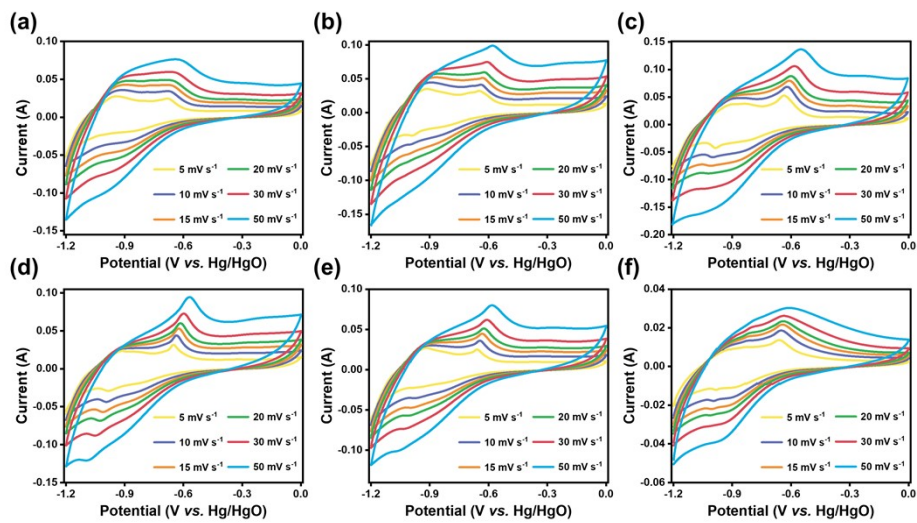 (a) (b) (c)
0.10 0.10 0.15
0.05 0.05 0.10
0.00 0.00 0.05
-0.05 -0.05 0.00
-0.10 -0.10 -0.05
-0.15 -0.15 -0.10
-0.15
-0.20
Current (A) Current (A) Current (A)
5 mV s⁻¹ 20 mV s⁻¹ 5 mV s⁻¹ 20 mV s⁻¹ 5 mV s⁻¹ 20 mV s⁻¹
10 mV s⁻¹ 30 mV s⁻¹ 10 mV s⁻¹ 30 mV s⁻¹ 10 mV s⁻¹ 30 mV s⁻¹
15 mV s⁻¹ 50 mV s⁻¹ 15 mV s⁻¹ 50 mV s⁻¹ 15 mV s⁻¹ 50 mV s⁻¹
-1.2 -0.9 -0.6 -0.3 0.0 -1.2 -0.9 -0.6 -0.3 0.0 -1.2 -0.9 -0.6 -0.3 0.0
Potential (V vs. Hg/HgO) Potential (V vs. Hg/HgO) Potential (V vs. Hg/HgO)
(d) (e) (f)
0.10 0.10 0.04
0.05 0.05 0.02
0.00 0.00 0.00
-0.05 -0.05 -0.02
-0.10 -0.10 -0.04
-0.15 -0.06
Current (A) Current (A) Current (A)
5 mV s⁻¹ 20 mV s⁻¹ 5 mV s⁻¹ 20 mV s⁻¹ 5 mV s⁻¹ 20 mV s⁻¹
10 mV s⁻¹ 30 mV s⁻¹ 10 mV s⁻¹ 30 mV s⁻¹ 10 mV s⁻¹ 30 mV s⁻¹
15 mV s⁻¹ 50 mV s⁻¹ 15 mV s⁻¹ 50 mV s⁻¹ 15 mV s⁻¹ 50 mV s⁻¹
-1.2 -0.9 -0.6 -0.3 0.0 -1.2 -0.9 -0.6 -0.3 0.0 -1.2 -0.9 -0.6 -0.3 0.0
Potential (V vs. Hg/HgO) Potential (V vs. Hg/HgO) Potential (V vs. Hg/HgO)